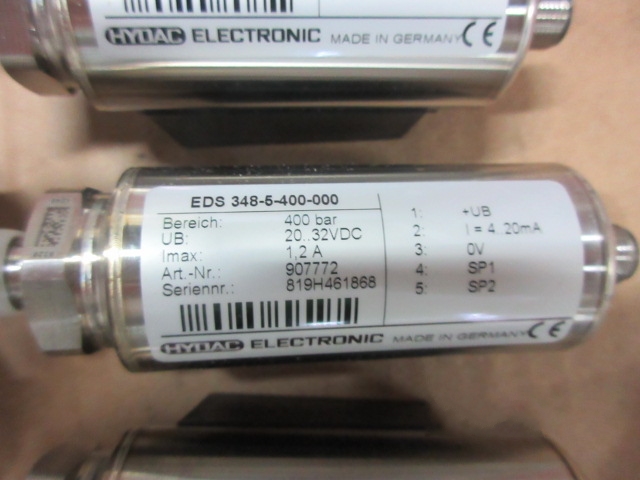 HYDAC ELECTRONIC MADE IN GERMANY CE
EDS 348-5-400-000
Bereich: 400 bar
UB: 20..32VDC
Imax: 1,2 A
Art.-Nr.: 907772
Seriennr.: 819H461868
1: +UB
2: I = 4..20mA
3: 0V
4: SP1
5: SP2
HYDAC ELECTRONIC MADE IN GERMANY CE